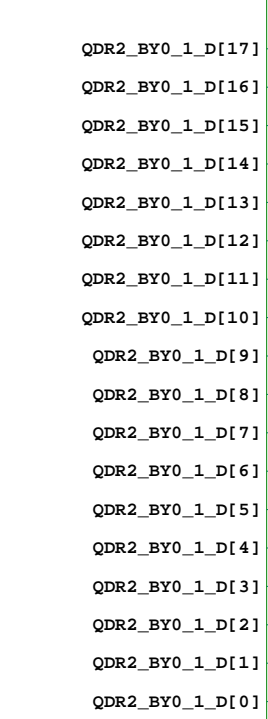 QDR2_BY0_1_D[17]
QDR2_BY0_1_D[16]
QDR2_BY0_1_D[15]
QDR2_BY0_1_D[14]
QDR2_BY0_1_D[13]
QDR2_BY0_1_D[12]
QDR2_BY0_1_D[11]
QDR2_BY0_1_D[10]
QDR2_BY0_1_D[9]
QDR2_BY0_1_D[8]
QDR2_BY0_1_D[7]
QDR2_BY0_1_D[6]
QDR2_BY0_1_D[5]
QDR2_BY0_1_D[4]
QDR2_BY0_1_D[3]
QDR2_BY0_1_D[2]
QDR2_BY0_1_D[1]
QDR2_BY0_1_D[0]